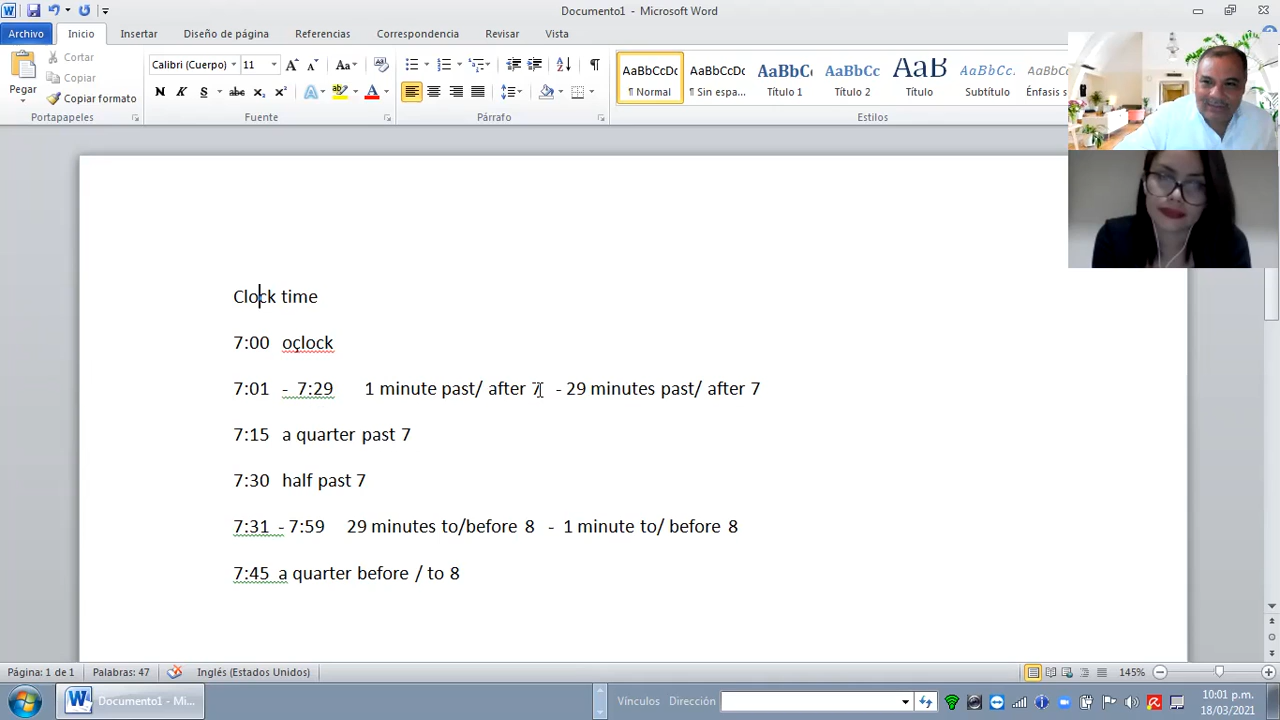 Documento1 - Microsoft Word
Archivo Inicio Insertar Diseño de página Referencias Correspondencia Revisar Vista
Pegar
Cortar
Copiar
Copiar formato
Portapapeles
Calibri (Cuerpo) 11
Fuente
Párrafo
AaBbCcDc AaBbCcDc AaBbC( AaBbCc AaB AaBbCc. AaBbCc
¶ Normal ¶ Sin espa... Título 1 Título 2 Título Subtítulo Énfasis s
Estilos
Clock time
7:00 oçlock
7:01 - 7:29 1 minute past/ after 7 - 29 minutes past/ after 7
7:15 a quarter past 7
7:30 half past 7
7:31 - 7:59 29 minutes to/before 8 - 1 minute to/ before 8
7:45 a quarter before / to 8
Página: 1 de 1 Palabras: 47 Inglés (Estados Unidos) 145%
Documento1 - Mi...
Vínculos Dirección
10:01 p.m.
18/03/2021